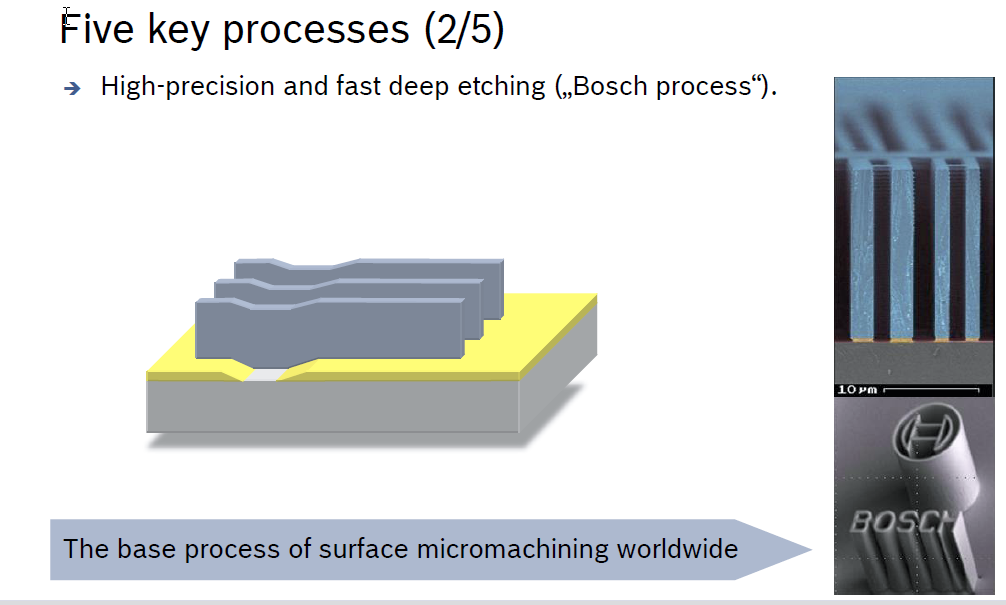 Five key processes (2/5)
→ High-precision and fast deep etching („Bosch process“).
10 µm
BOSCH
The base process of surface micromachining worldwide